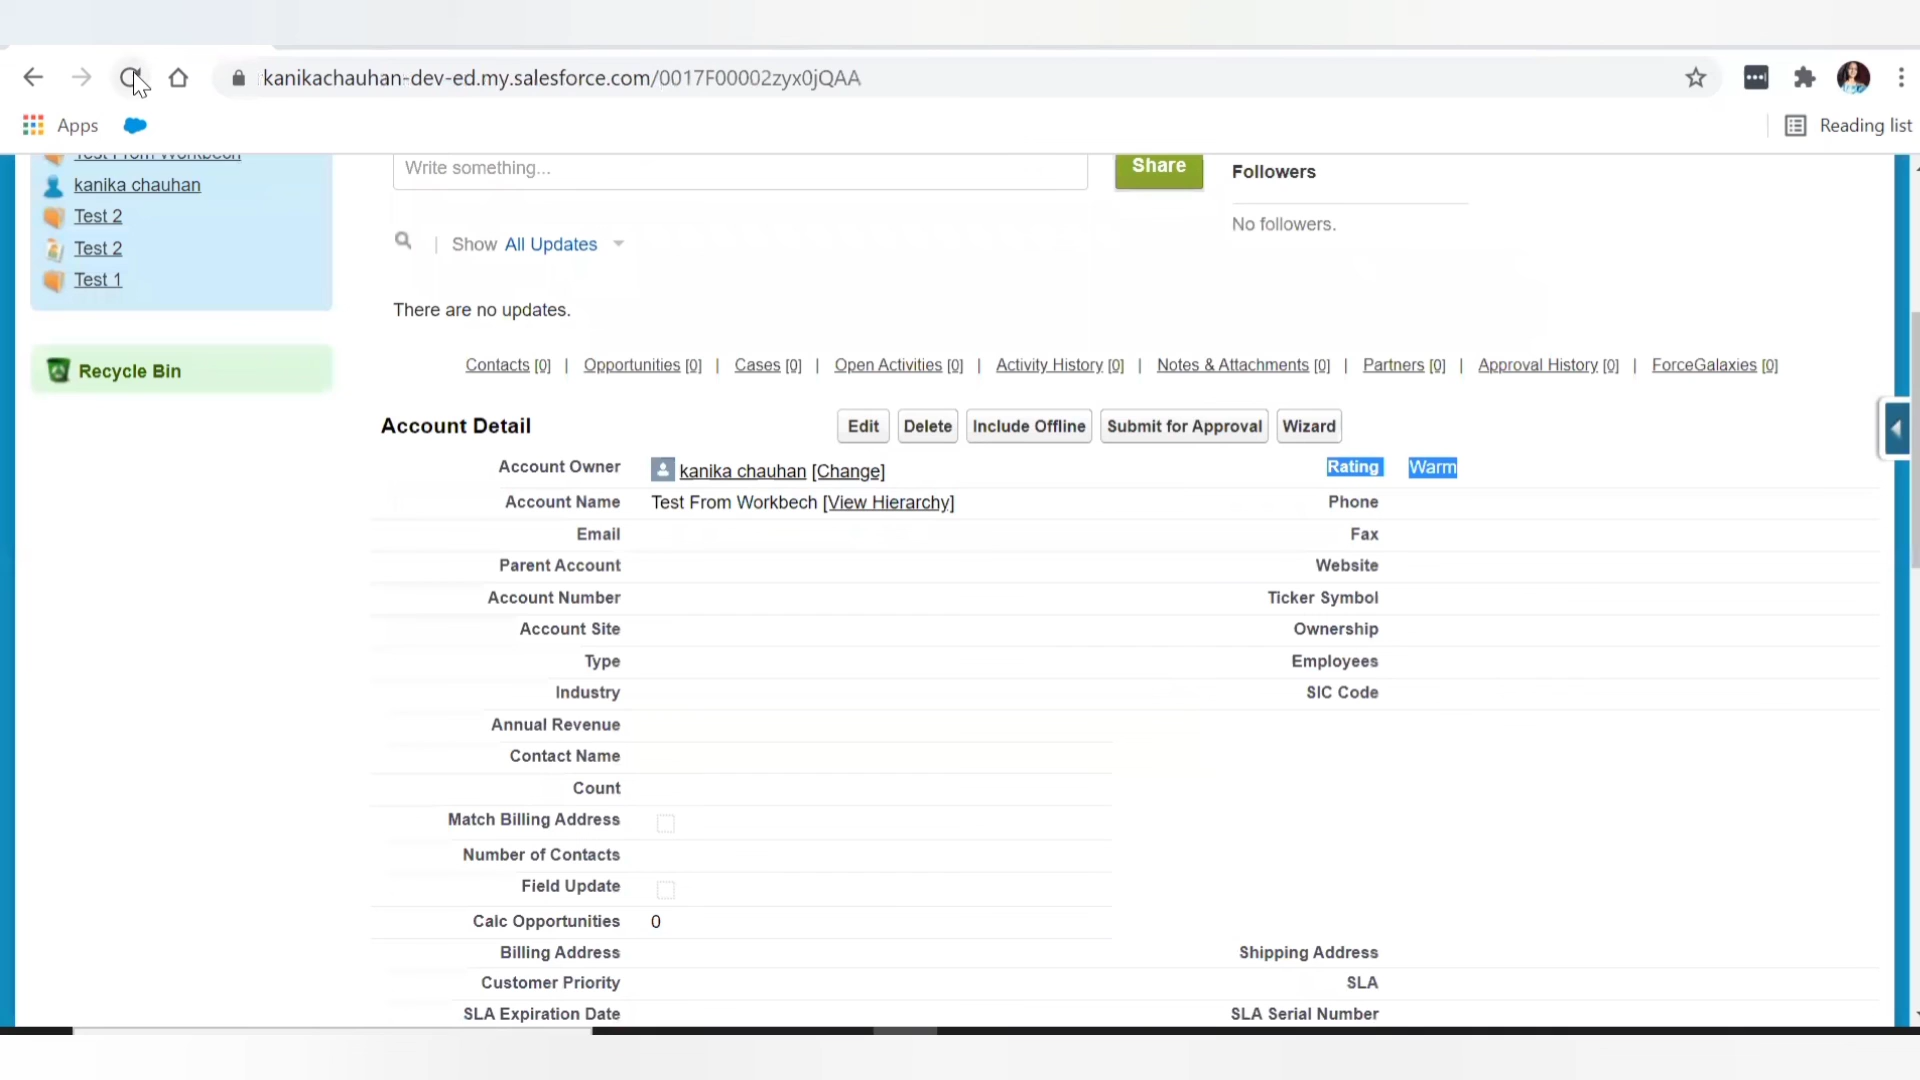 kanikachauhan-dev-ed.my.salesforce.com/0017F00002zyx0jQAA
Apps
Reading list
Test From Workbech
kanika chauhan
Test 2
Test 2
Test 1
Recycle Bin
Write something...
Share
Followers
No followers.
Show All Updates
There are no updates.
Contacts [0] | Opportunities [0] | Cases [0] | Open Activities [0] | Activity History [0] | Notes & Attachments [0] | Partners [0] | Approval History [0] | ForceGalaxies [0]
Account Detail
Edit Delete Include Offline Submit for Approval Wizard
Account Owner kanika chauhan [Change] Rating Warm
Account Name Test From Workbech [View Hierarchy] Phone
Email Fax
Parent Account Website
Account Number Ticker Symbol
Account Site Ownership
Type Employees
Industry SIC Code
Annual Revenue
Contact Name
Count
Match Billing Address
Number of Contacts
Field Update
Calc Opportunities 0
Billing Address Shipping Address
Customer Priority SLA
SLA Expiration Date SLA Serial Number